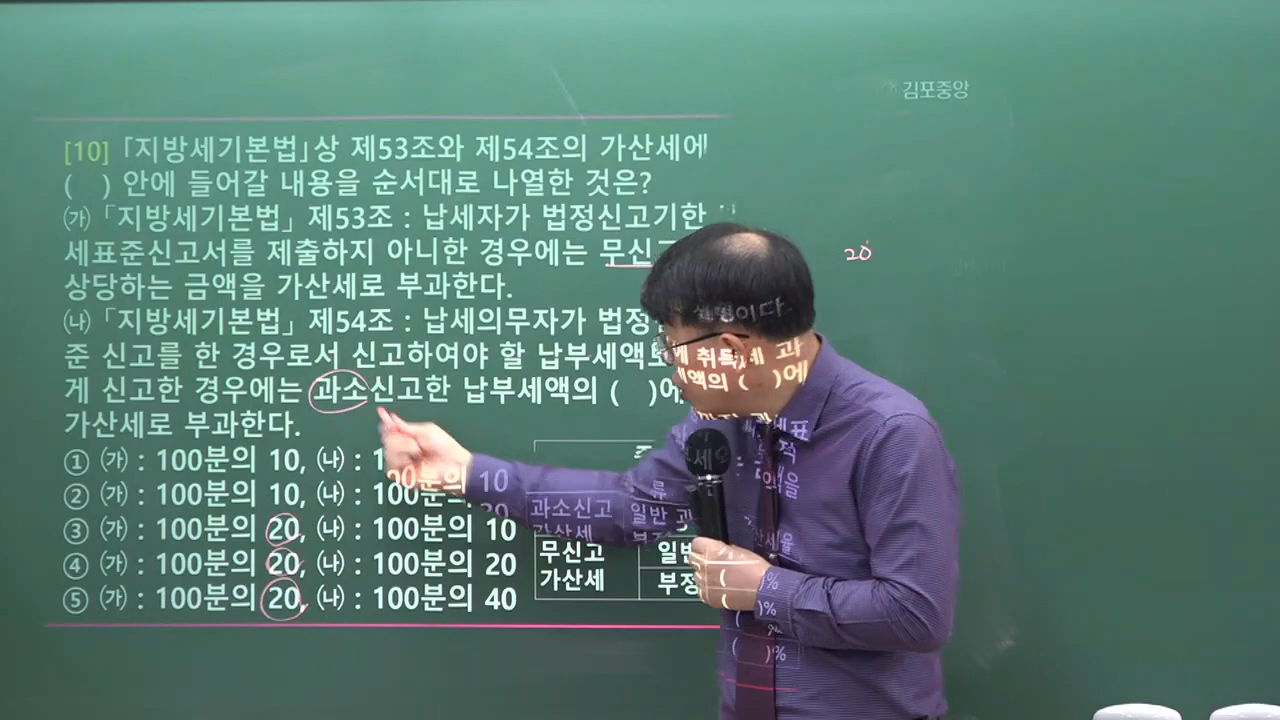 김포중앙
[10] 「지방세기본법」상 제53조와 제54조의 가산세에
( ) 안에 들어갈 내용을 순서대로 나열한 것은?
㈎ 「지방세기본법」 제53조 : 납세자가 법정신고기한
세표준신고서를 제출하지 아니한 경우에는 무신
20
상당하는 금액을 가산세로 부과한다.
㈏ 「지방세기본법」 제54조 : 납세의무자가 법정
준 신고를 한 경우로서 신고하여야 할 납부세액보
게 신고한 경우에는 과소신고한 납부세액의 ( )에
가산세로 부과한다.
① ㈎ : 100분의 10, ㈏ : 100분의 10
② ㈎ : 100분의 10, ㈏ : 100분의 20
③ ㈎ : 100분의 20, ㈏ : 100분의 10
④ ㈎ : 100분의 20, ㈏ : 100분의 20
⑤ ㈎ : 100분의 20, ㈏ : 100분의 40
과소신고 일반 과
가산세
무신고 일반
가산세 부정
( )%
( )%
( )%